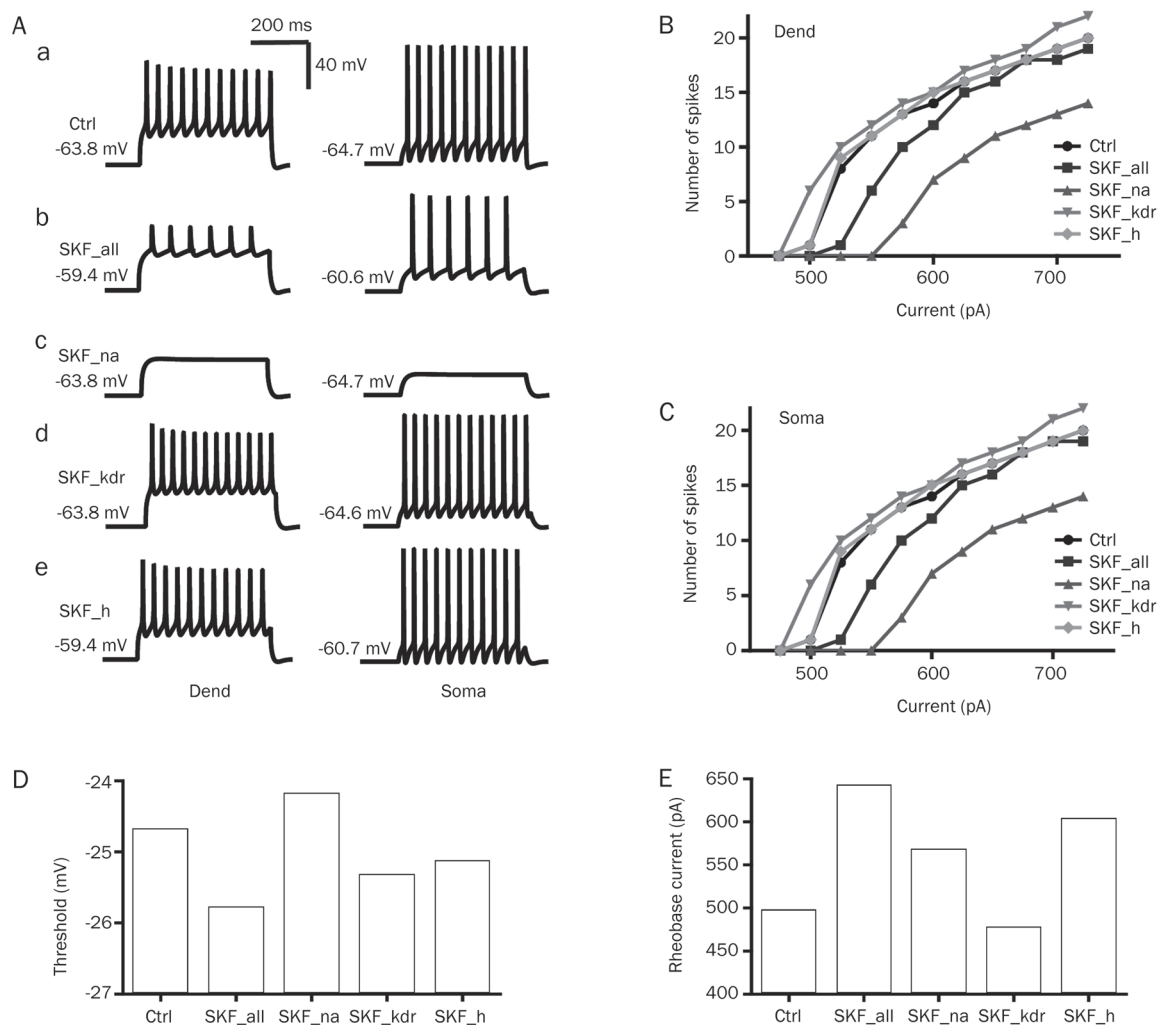 A
200 ms
40 mV
a
Ctrl
-63.8 mV
-64.7 mV
b
SKF_all
-59.4 mV
-60.6 mV
c
SKF_na
-63.8 mV
-64.7 mV
d
SKF_kdr
-63.8 mV
-64.6 mV
e
SKF_h
-59.4 mV
-60.7 mV
Dend
Soma
B
Dend
Number of spikes
20
15
10
5
0
500
600
700
Current (pA)
Ctrl
SKF_all
SKF_na
SKF_kdr
SKF_h
C
Soma
Number of spikes
20
15
10
5
0
500
600
700
Current (pA)
Ctrl
SKF_all
SKF_na
SKF_kdr
SKF_h
D
Threshold (mV)
-24
-25
-26
-27
Ctrl
SKF_all
SKF_na
SKF_kdr
SKF_h
E
Rheobase current (pA)
650
600
550
500
450
400
Ctrl
SKF_all
SKF_na
SKF_kdr
SKF_h